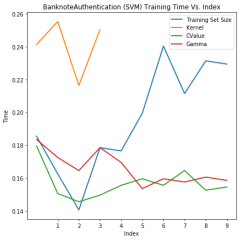 BanknoteAuthentication (SVM) Training Time Vs. Index
0.26
0.24
0.22
0.20
0.18
0.16
0.14
Time
Training Set Size
Kernel
CValue
Gamma
1 2 3 4 5 6 7 8 9
Index